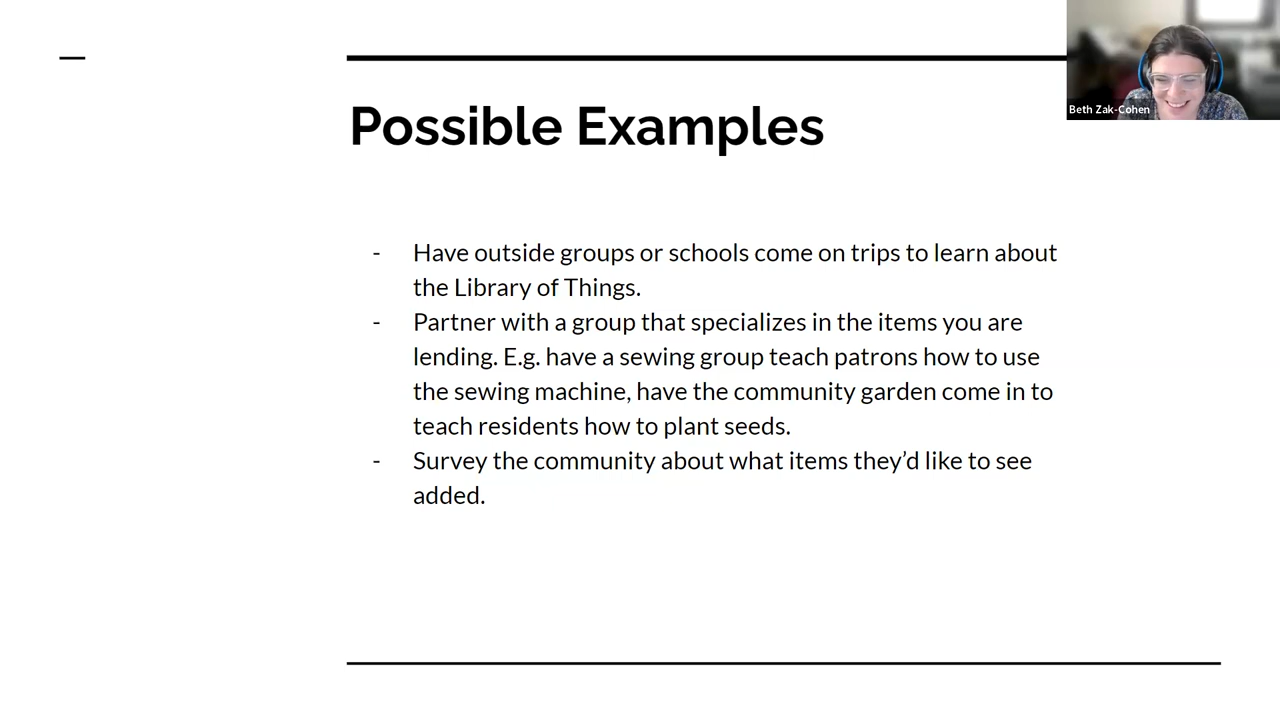 Possible Examples
Beth Zak-Cohen
- Have outside groups or schools come on trips to learn about
the Library of Things.
- Partner with a group that specializes in the items you are
lending. E.g. have a sewing group teach patrons how to use
the sewing machine, have the community garden come in to
teach residents how to plant seeds.
- Survey the community about what items they’d like to see
added.